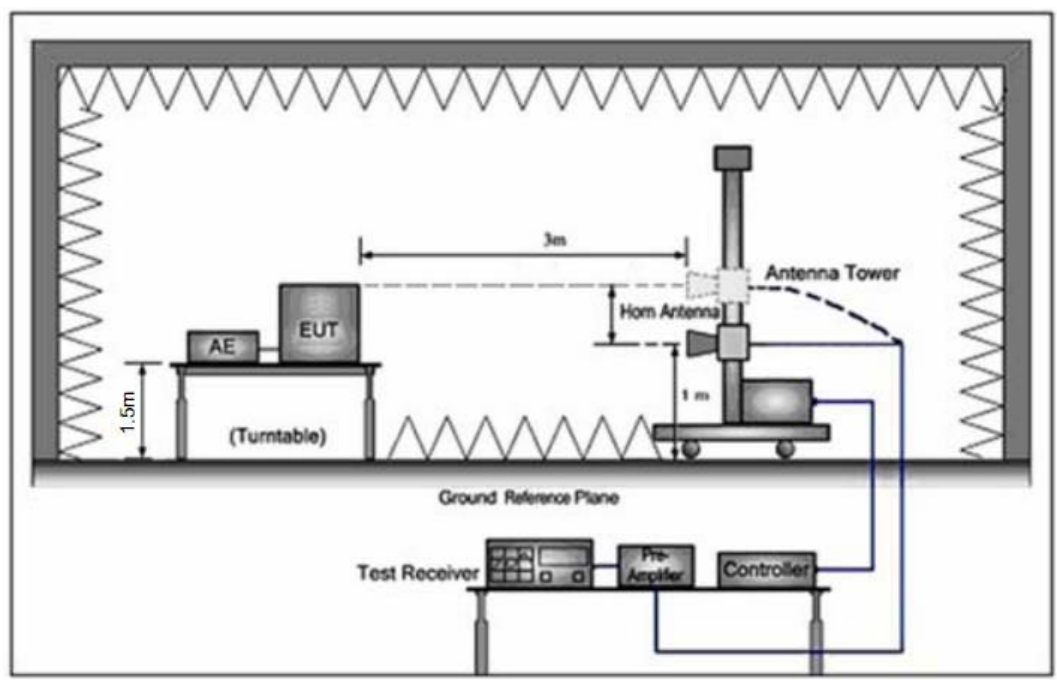 3m
Antenna Tower
Horn Antenna
EUT
AE
1.5m
1 m
(Turntable)
Ground Reference Plane
Test Receiver
Pre-
Amplifier
Controller